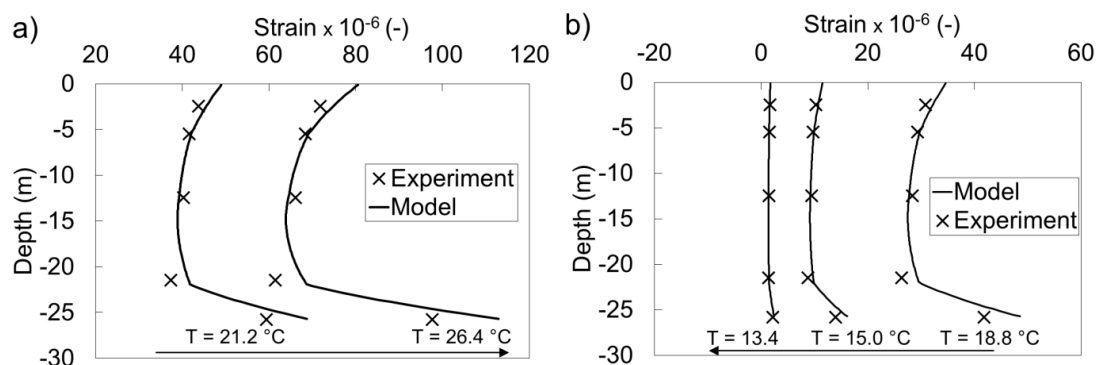 a)
Strain x 10⁻⁶ (-)
20 40 60 80 100 120
0
-5
-10
-15
-20
-25
-30
Depth (m)
Experiment
Model
T = 21.2 °C
T = 26.4 °C
b)
Strain x 10⁻⁶ (-)
-20 0 20 40 60
0
-5
-10
-15
-20
-25
-30
Depth (m)
Model
Experiment
T = 13.4
T = 15.0 °C
T = 18.8 °C